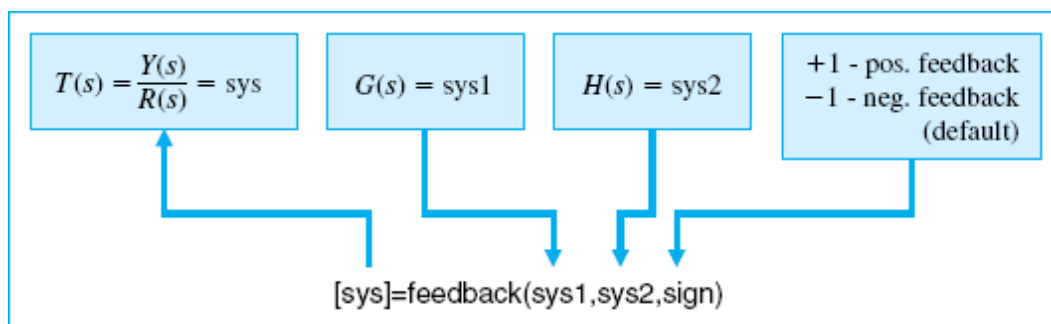 T(s) = Y(s)/R(s) = sys
G(s) = sys1
H(s) = sys2
+1 - pos. feedback
−1 - neg. feedback
(default)
[sys]=feedback(sys1,sys2,sign)